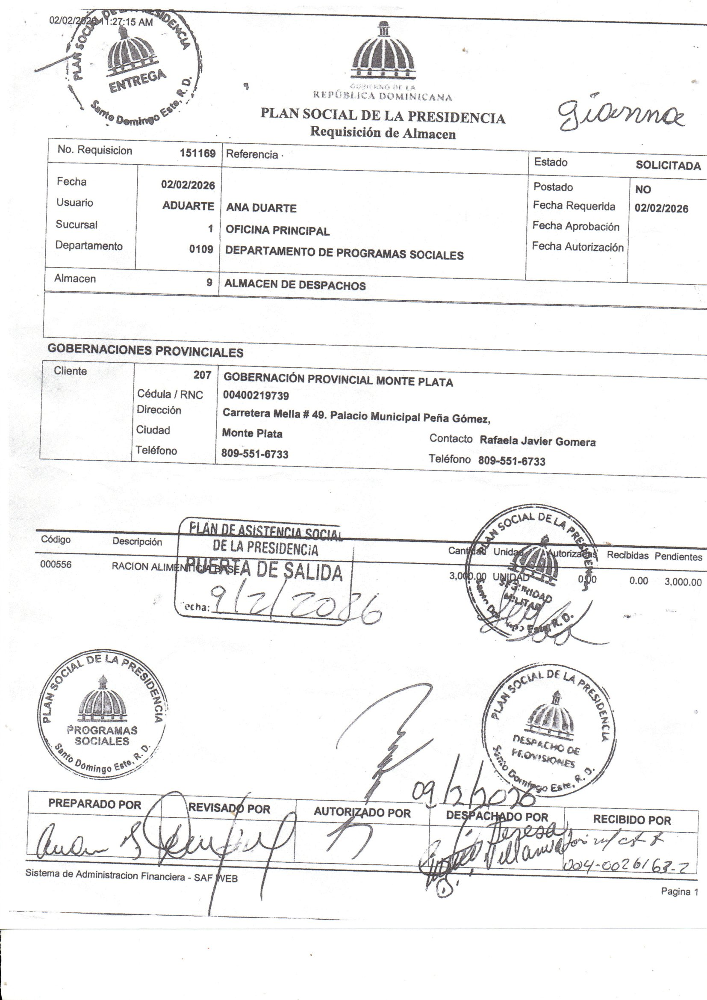 02/02/2026 11:27:15 AM
PLAN SOCIAL DE LA PRESIDENCIA
ENTREGA
Santo Domingo Este, R. D.
GOBIERNO DE LA
REPÚBLICA DOMINICANA
PLAN SOCIAL DE LA PRESIDENCIA
Requisición de Almacen
Gianna
No. Requisicion 151169 Referencia Estado SOLICITADA
Fecha 02/02/2026 Postado NO
Usuario ADUARTE ANA DUARTE Fecha Requerida 02/02/2026
Sucursal 1 OFICINA PRINCIPAL Fecha Aprobación
Departamento 0109 DEPARTAMENTO DE PROGRAMAS SOCIALES Fecha Autorización
Almacen 9 ALMACEN DE DESPACHOS
GOBERNACIONES PROVINCIALES
Cliente 207 GOBERNACIÓN PROVINCIAL MONTE PLATA
Cédula / RNC 00400219739
Dirección Carretera Mella # 49. Palacio Municipal Peña Gómez,
Ciudad Monte Plata Contacto Rafaela Javier Gomera
Teléfono 809-551-6733 Teléfono 809-551-6733
Código Descripción Cantidad Unidad Autorizadas Recibidas Pendientes
000556 RACION ALIMENTICIA BASE 3,000.00 UNIDAD 0.00 0.00 3,000.00
PLAN DE ASISTENCIA SOCIAL
DE LA PRESIDENCIA
PUERTA DE SALIDA
Fecha: 9/2/2026
PLAN SOCIAL DE LA PRESIDENCIA
SEGURIDAD
MILITAR
Santo Domingo Este, R. D.
PLAN SOCIAL DE LA PRESIDENCIA
PROGRAMAS
SOCIALES
Santo Domingo Este, R. D.
PLAN SOCIAL DE LA PRESIDENCIA
DESPACHO DE
PROVISIONES
Santo Domingo Este, R. D.
09/2/2026
PREPARADO POR REVISADO POR AUTORIZADO POR DESPACHADO POR RECIBIDO POR
Teresa
Villanueva
004-0026163-2
Sistema de Administracion Financiera - SAF WEB
Pagina 1